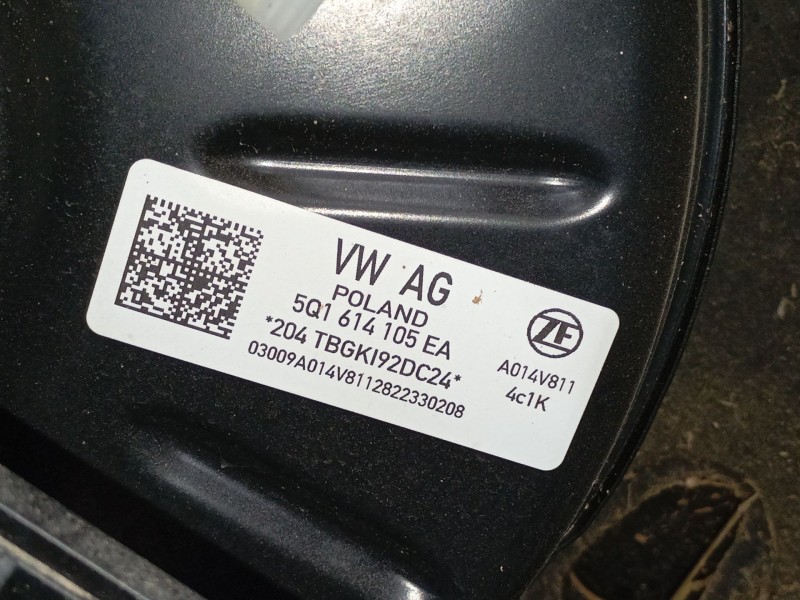 VW AG
POLAND
5Q1 614 105 EA
*204 TBGKI92DC24*
03009A014V8112822330208
ZF
A014V811
4c1K